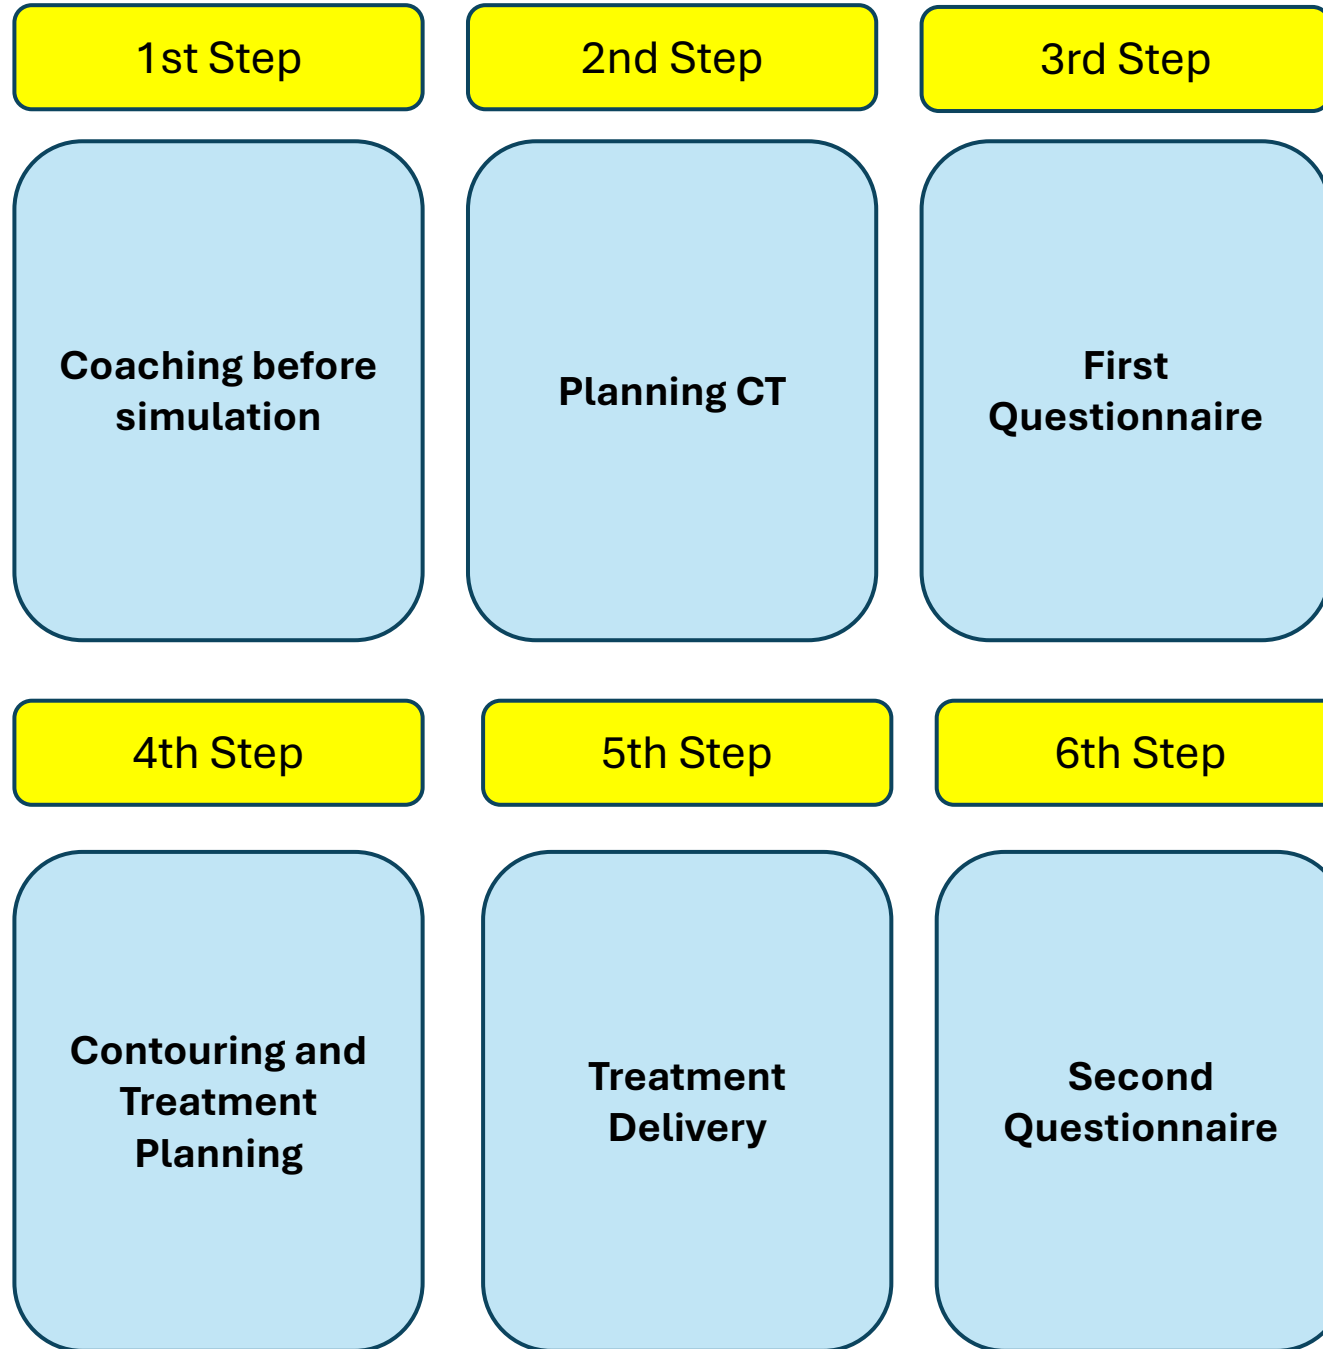 1st Step
2nd Step
3rd Step
Coaching before
simulation
Planning CT
First
Questionnaire
4th Step
5th Step
6th Step
Contouring and
Treatment
Planning
Treatment
Delivery
Second
Questionnaire